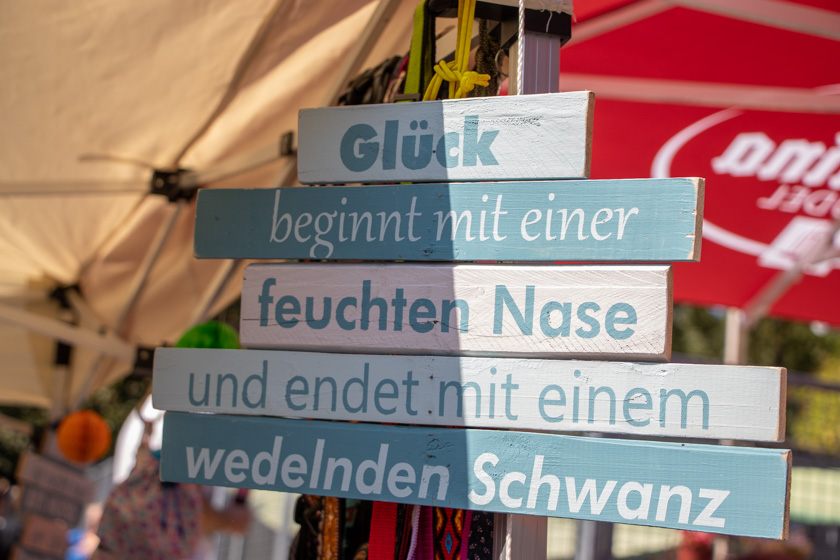 Glück
beginnt mit einer
feuchten Nase
und endet mit einem
wedelnden Schwanz